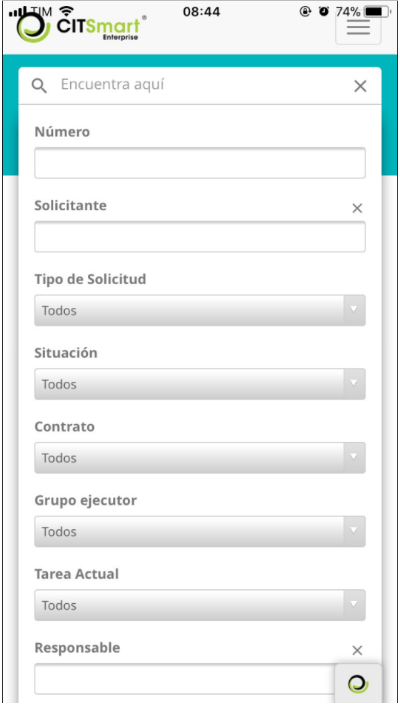 TIM 08:44 74%
CITSmart®
Enterprise
Encuentra aquí
Número
Solicitante
Tipo de Solicitud
Todos
Situación
Todos
Contrato
Todos
Grupo ejecutor
Todos
Tarea Actual
Todos
Responsable